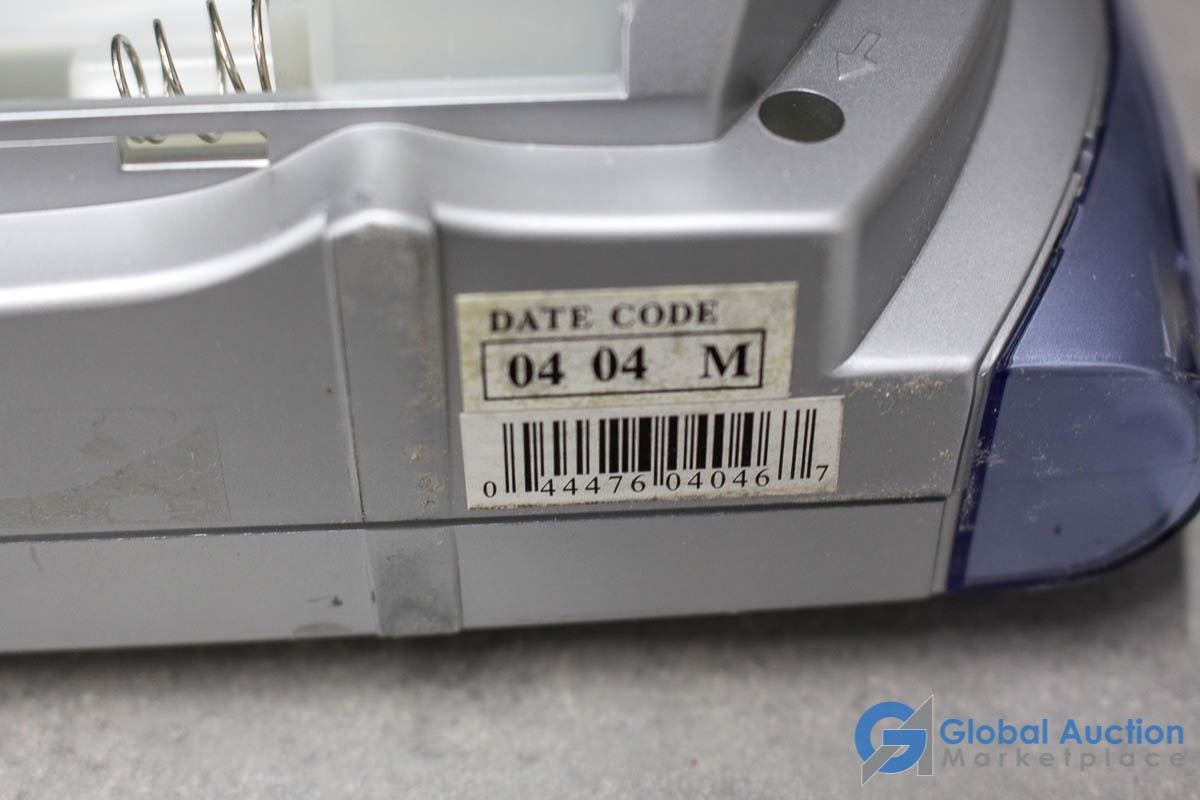 DATE CODE
04 04 M
0 44476 04046 7
Global Auction
Marketplace